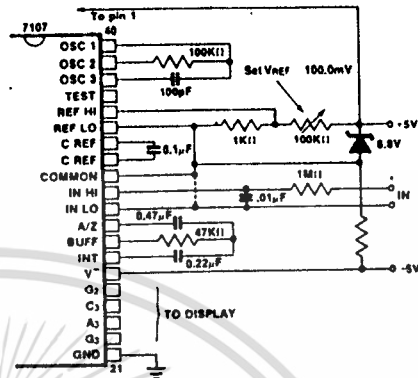 To pin 1
7107
40
OSC 1
OSC 2
OSC 3
TEST
REF HI
REF LO
C REF
C REF
COMMON
IN HI
IN LO
A/Z
BUFF
INT
V-
G2
C3
A3
G3
GND
21
100KΩ
100pF
Set VREF
100.0mV
0.1µF
1KΩ
100KΩ
+5V
6.8V
1MΩ
.01µF
IN
0.47µF
47KΩ
0.22µF
-5V
TO DISPLAY